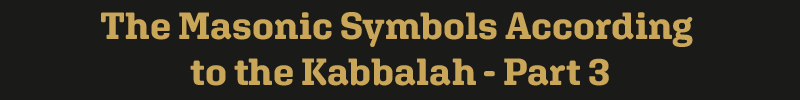 The Masonic Symbols According
to the Kabbalah - Part 3